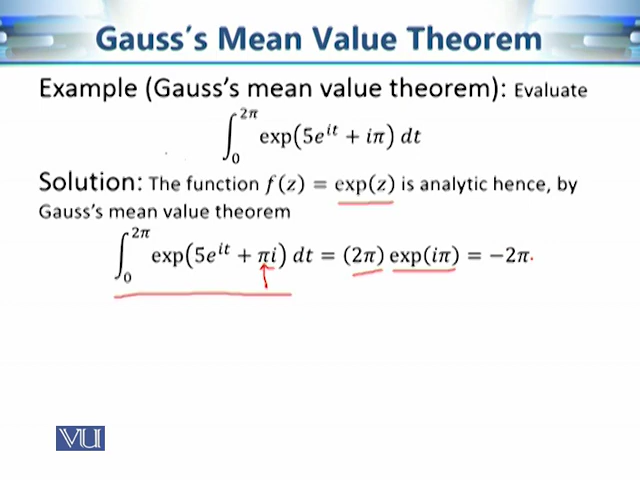 Gauss's Mean Value Theorem
Example (Gauss's mean value theorem): Evaluate
∫₀^{2π} exp(5e^{it} + iπ) dt
Solution: The function f(z) = exp(z) is analytic hence, by
Gauss's mean value theorem
∫₀^{2π} exp(5e^{it} + πi) dt = (2π) exp(iπ) = −2π.
VU